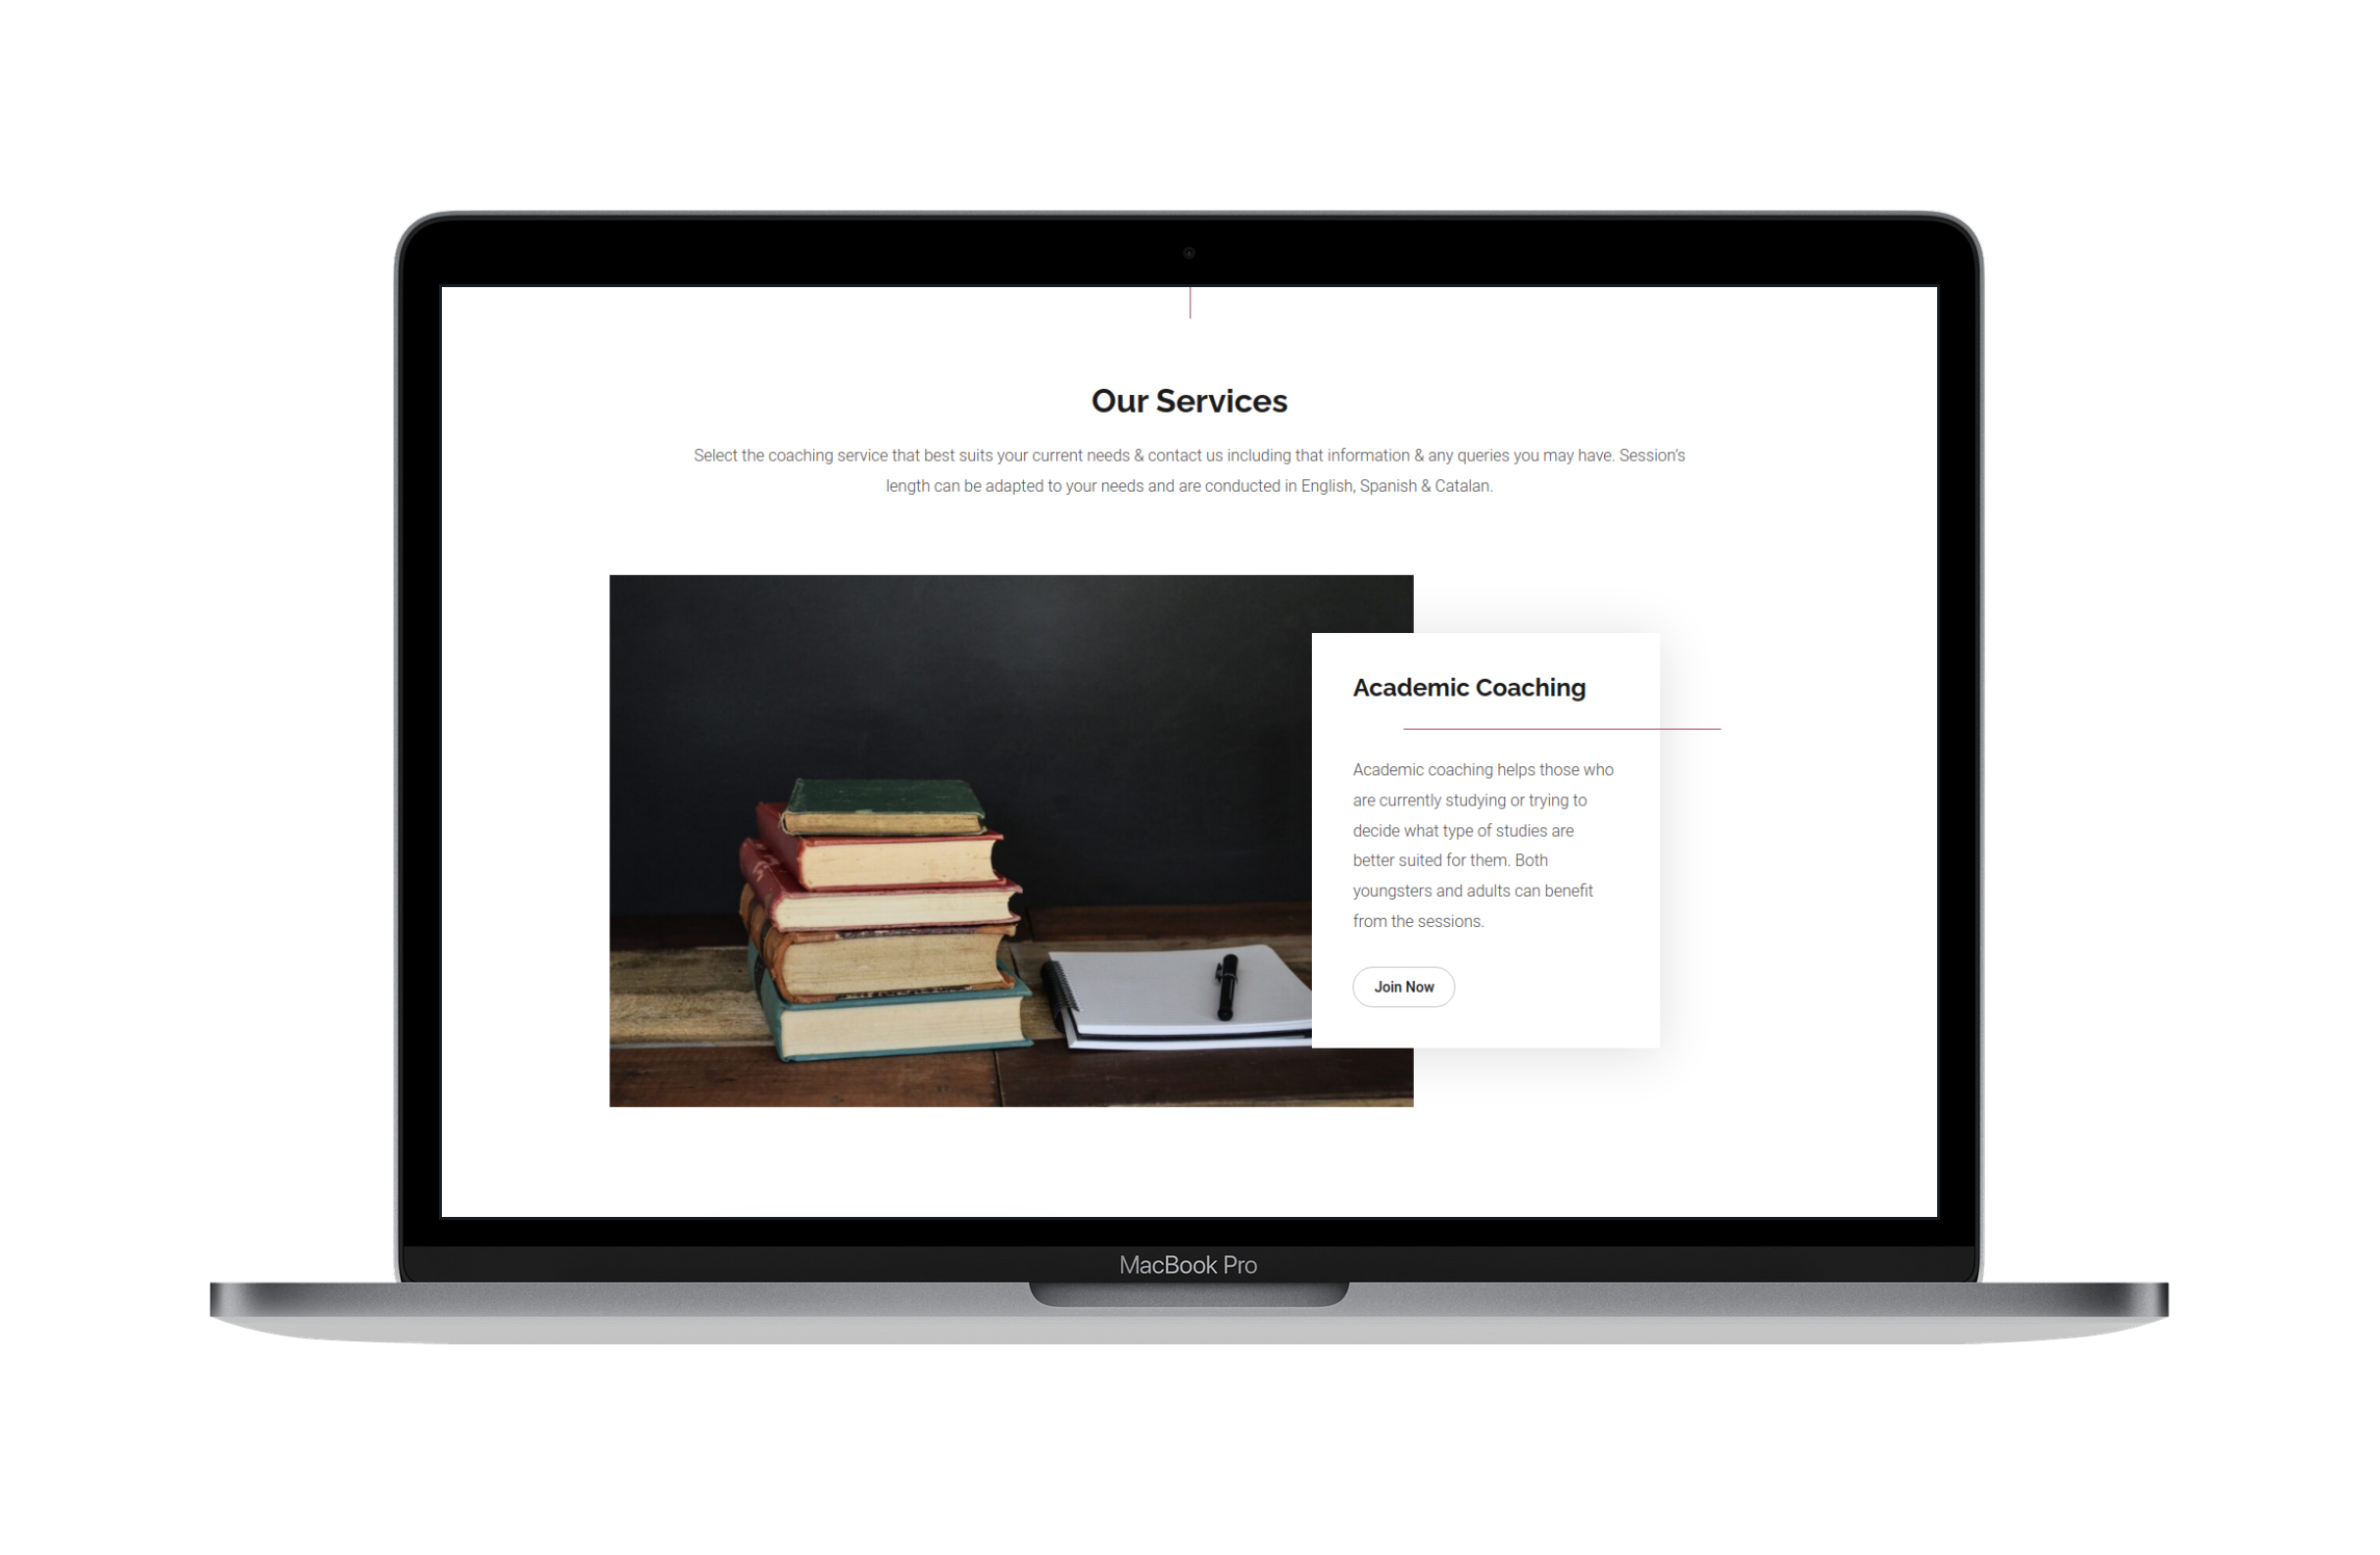 Our Services
Select the coaching service that best suits your current needs & contact us including that information & any queries you may have. Session's
length can be adapted to your needs and are conducted in English, Spanish & Catalan.
Academic Coaching
Academic coaching helps those who
are currently studying or trying to
decide what type of studies are
better suited for them. Both
youngsters and adults can benefit
from the sessions.
Join Now
MacBook Pro